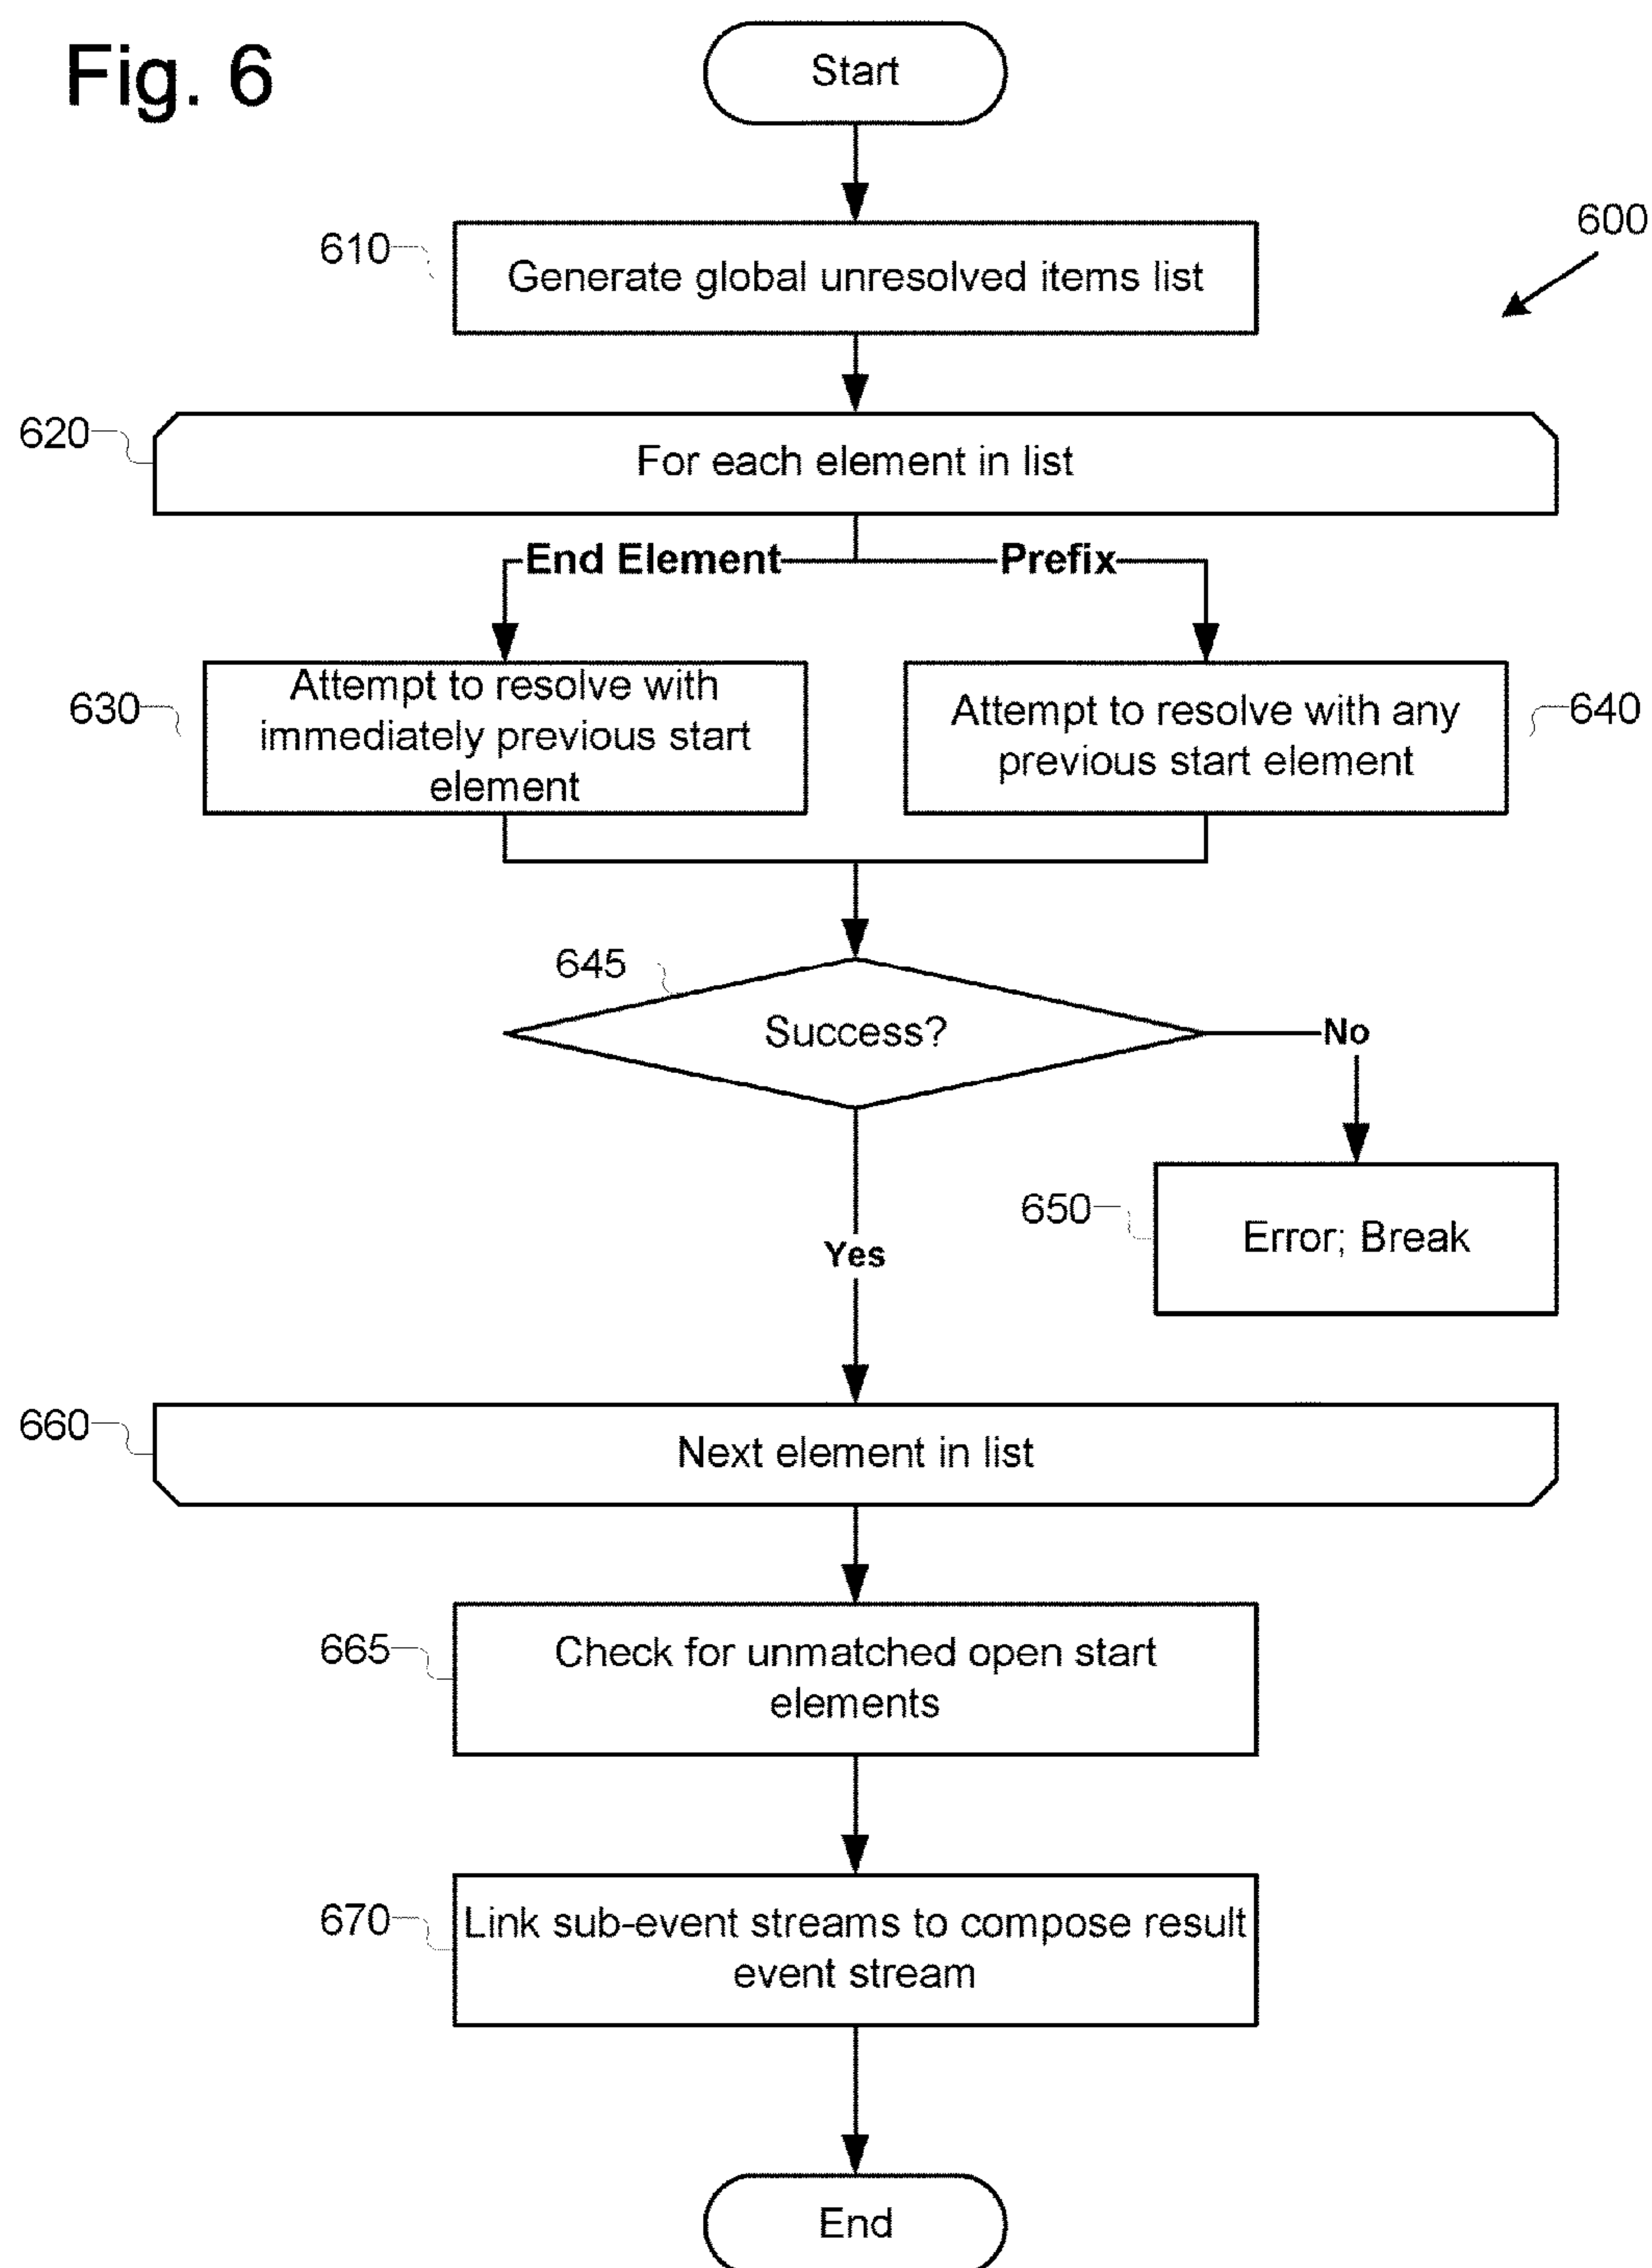 Fig. 6
Start
600
610
Generate global unresolved items list
620
For each element in list
End Element
Prefix
630
Attempt to resolve with
immediately previous start
element
Attempt to resolve with any
previous start element
640
645
Success?
No
Yes
650
Error; Break
660
Next element in list
665
Check for unmatched open start
elements
670
Link sub-event streams to compose result
event stream
End